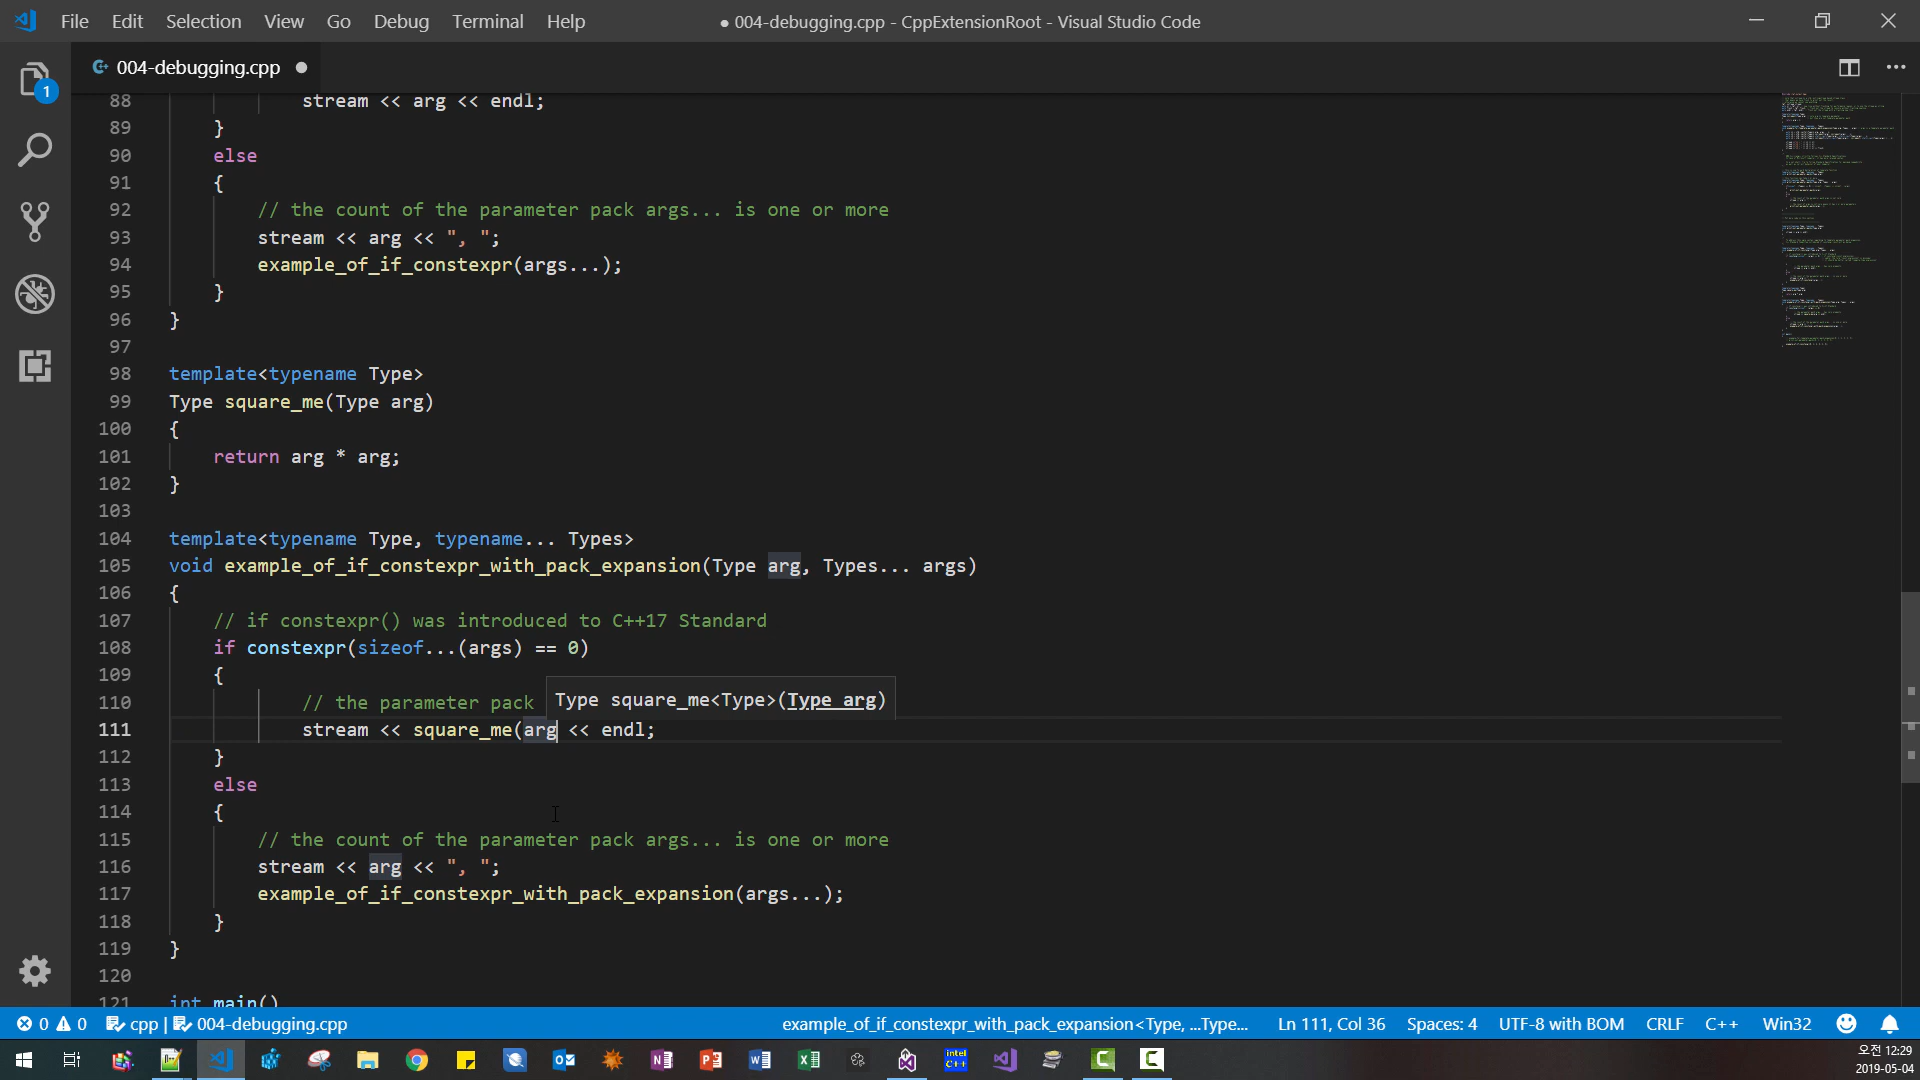 File Edit Selection View Go Debug Terminal Help
● 004-debugging.cpp - CppExtensionRoot - Visual Studio Code
004-debugging.cpp
1
88 stream << arg << endl;
89 }
90 else
91 {
92 // the count of the parameter pack args... is one or more
93 stream << arg << ", ";
94 example_of_if_constexpr(args...);
95 }
96 }
97
98 template<typename Type>
99 Type square_me(Type arg)
100 {
101 return arg * arg;
102 }
103
104 template<typename Type, typename... Types>
105 void example_of_if_constexpr_with_pack_expansion(Type arg, Types... args)
106 {
107 // if constexpr() was introduced to C++17 Standard
108 if constexpr(sizeof...(args) == 0)
109 {
110 // the parameter pack
Type square_me<Type>(Type arg)
111 stream << square_me(arg << endl;
112 }
113 else
114 {
115 // the count of the parameter pack args... is one or more
116 stream << arg << ", ";
117 example_of_if_constexpr_with_pack_expansion(args...);
118 }
119 }
120
121 int main()
0 0 cpp | 004-debugging.cpp
example_of_if_constexpr_with_pack_expansion<Type, ...Type... Ln 111, Col 36 Spaces: 4 UTF-8 with BOM CRLF C++ Win32
intel C++
오전 12:29
2019-05-04